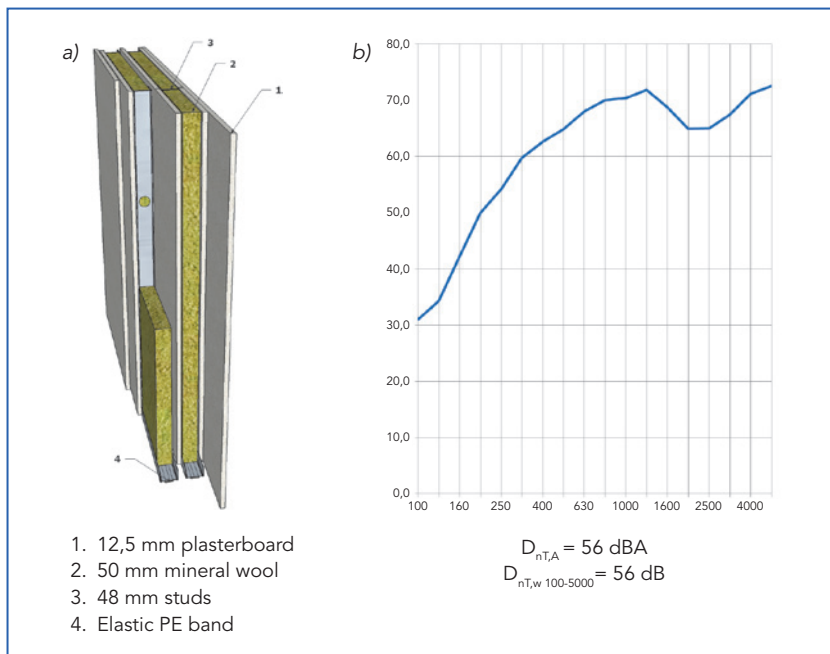 a)
3
2
1
4
1. 12,5 mm plasterboard
2. 50 mm mineral wool
3. 48 mm studs
4. Elastic PE band
b)
80,0
70,0
60,0
50,0
40,0
30,0
20,0
10,0
0,0
100 160 250 400 630 1000 1600 2500 4000
DnT,A = 56 dBA
DnT,w 100-5000 = 56 dB